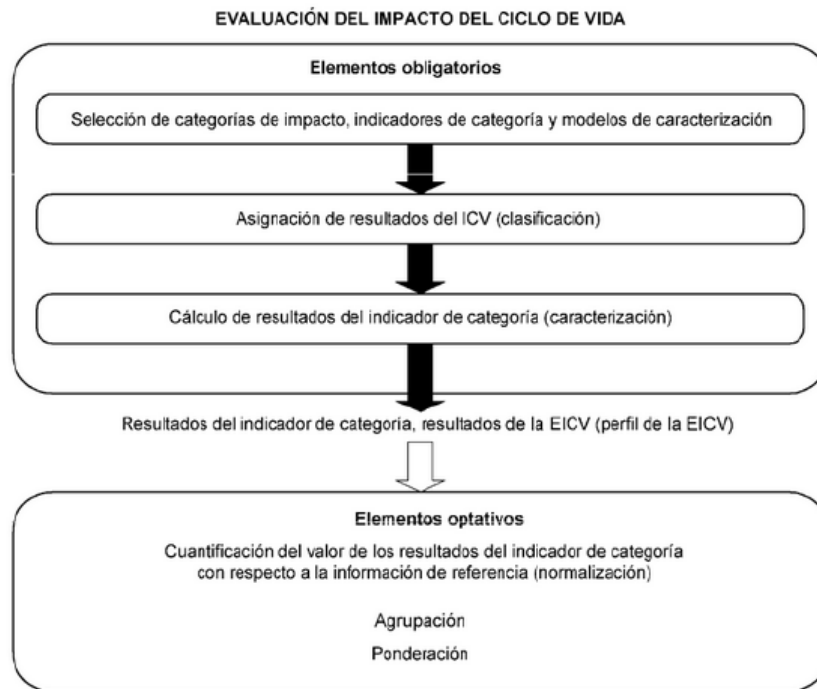 EVALUACIÓN DEL IMPACTO DEL CICLO DE VIDA
Elementos obligatorios
Selección de categorías de impacto, indicadores de categoría y modelos de caracterización
Asignación de resultados del ICV (clasificación)
Cálculo de resultados del indicador de categoría (caracterización)
Resultados del indicador de categoría, resultados de la EICV (perfil de la EICV)
Elementos optativos
Cuantificación del valor de los resultados del indicador de categoría
con respecto a la información de referencia (normalización)
Agrupación
Ponderación